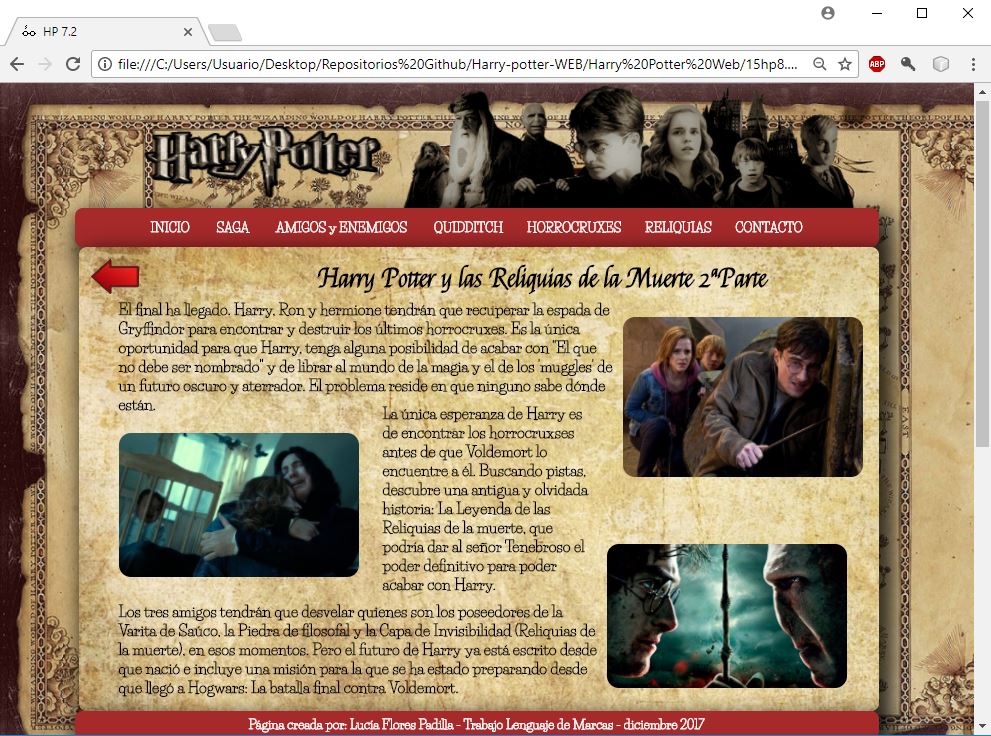 HP 7.2
file:///C:/Users/Usuario/Desktop/Repositorios%20Github/Harry-potter-WEB/Harry%20Potter%20Web/15hp8....
ABP
Harry Potter
INICIO SAGA AMIGOS y ENEMIGOS QUIDDITCH HORROCRUXES RELIQUIAS CONTACTO
Harry Potter y las Reliquias de la Muerte 2ªParte
El final ha llegado. Harry, Ron y hermione tendrán que recuperar la espada de
Gryffindor para encontrar y destruir los últimos horrocruxes. Es la única
oportunidad para que Harry, tenga alguna posibilidad de acabar con "El que
no debe ser nombrado" y de librar al mundo de la magia y el de los 'muggles' de
un futuro oscuro y aterrador. El problema reside en que ninguno sabe dónde
están.
La única esperanza de Harry es
de encontrar los horrocruxses
antes de que Voldemort lo
encuentre a él. Buscando pistas,
descubre una antigua y olvidada
historia: La Leyenda de las
Reliquias de la muerte, que
podría dar al señor Tenebroso el
poder definitivo para poder
acabar con Harry.
Los tres amigos tendrán que desvelar quienes son los poseedores de la
Varita de Saúco, la Piedra de filosofal y la Capa de Invisibilidad (Reliquias de
la muerte), en esos momentos. Pero el futuro de Harry ya está escrito desde
que nació e incluye una misión para la que se ha estado preparando desde
que llegó a Hogwars: La batalla final contra Voldemort.
Página creada por: Lucía Flores Padilla - Trabajo Lenguaje de Marcas - diciembre 2017